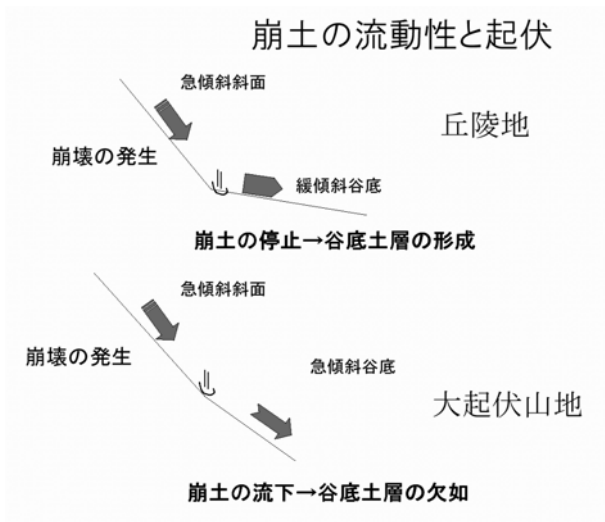 崩土の流動性と起伏
急傾斜斜面
丘陵地
崩壊の発生
緩傾斜谷底
崩土の停止→谷底土層の形成
急傾斜斜面
崩壊の発生
急傾斜谷底
大起伏山地
崩土の流下→谷底土層の欠如